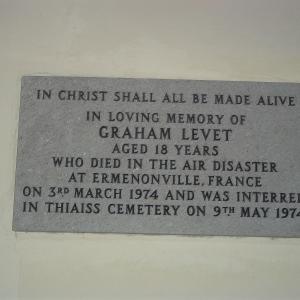 IN CHRIST SHALL ALL BE MADE ALIVE
IN LOVING MEMORY OF
GRAHAM LEVET
AGED 18 YEARS
WHO DIED IN THE AIR DISASTER
AT ERMENONVILLE, FRANCE
ON 3RD MARCH 1974 AND WAS INTERRED
IN THIAISS CEMETERY ON 9TH MAY 1974